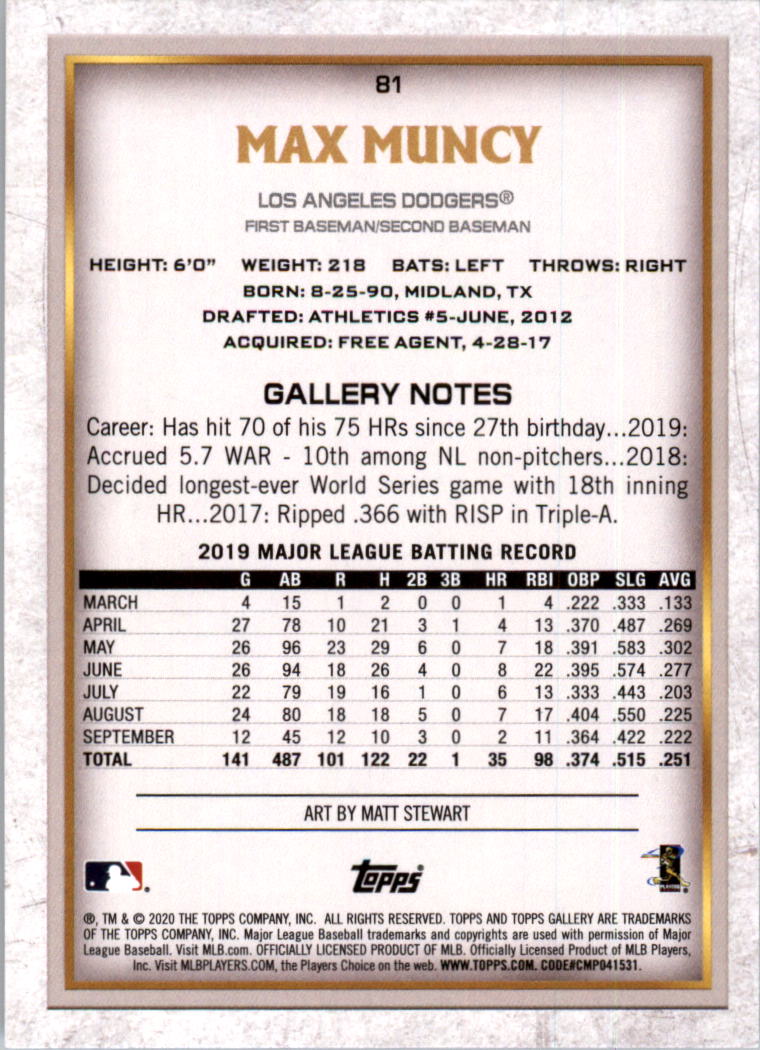 81
MAX MUNCY
LOS ANGELES DODGERS®
FIRST BASEMAN/SECOND BASEMAN
HEIGHT: 6'0" WEIGHT: 218 BATS: LEFT THROWS: RIGHT
BORN: 8-25-90, MIDLAND, TX
DRAFTED: ATHLETICS #5-JUNE, 2012
ACQUIRED: FREE AGENT, 4-28-17
GALLERY NOTES
Career: Has hit 70 of his 75 HRs since 27th birthday...2019:
Accrued 5.7 WAR - 10th among NL non-pitchers...2018:
Decided longest-ever World Series game with 18th inning
HR...2017: Ripped .366 with RISP in Triple-A.
2019 MAJOR LEAGUE BATTING RECORD
G AB R H 2B 3B HR RBI OBP SLG AVG
MARCH 4 15 1 2 0 0 1 4 .222 .333 .133
APRIL 27 78 10 21 3 1 4 13 .370 .487 .269
MAY 26 96 23 29 6 0 7 18 .391 .583 .302
JUNE 26 94 18 26 4 0 8 22 .395 .574 .277
JULY 22 79 19 16 1 0 6 13 .333 .443 .203
AUGUST 24 80 18 18 5 0 7 17 .404 .550 .225
SEPTEMBER 12 45 12 10 3 0 2 11 .364 .422 .222
TOTAL 141 487 101 122 22 1 35 98 .374 .515 .251
ART BY MATT STEWART
Topps®
®, TM & © 2020 THE TOPPS COMPANY, INC. ALL RIGHTS RESERVED. TOPPS AND TOPPS GALLERY ARE TRADEMARKS
OF THE TOPPS COMPANY, INC. Major League Baseball trademarks and copyrights are used with permission of Major
League Baseball. Visit MLB.com. OFFICIALLY LICENSED PRODUCT OF MLB. Officially Licensed Product of MLB Players,
Inc. Visit MLBPLAYERS.COM, the Players Choice on the web. WWW.TOPPS.COM. CODE#CMP041531.